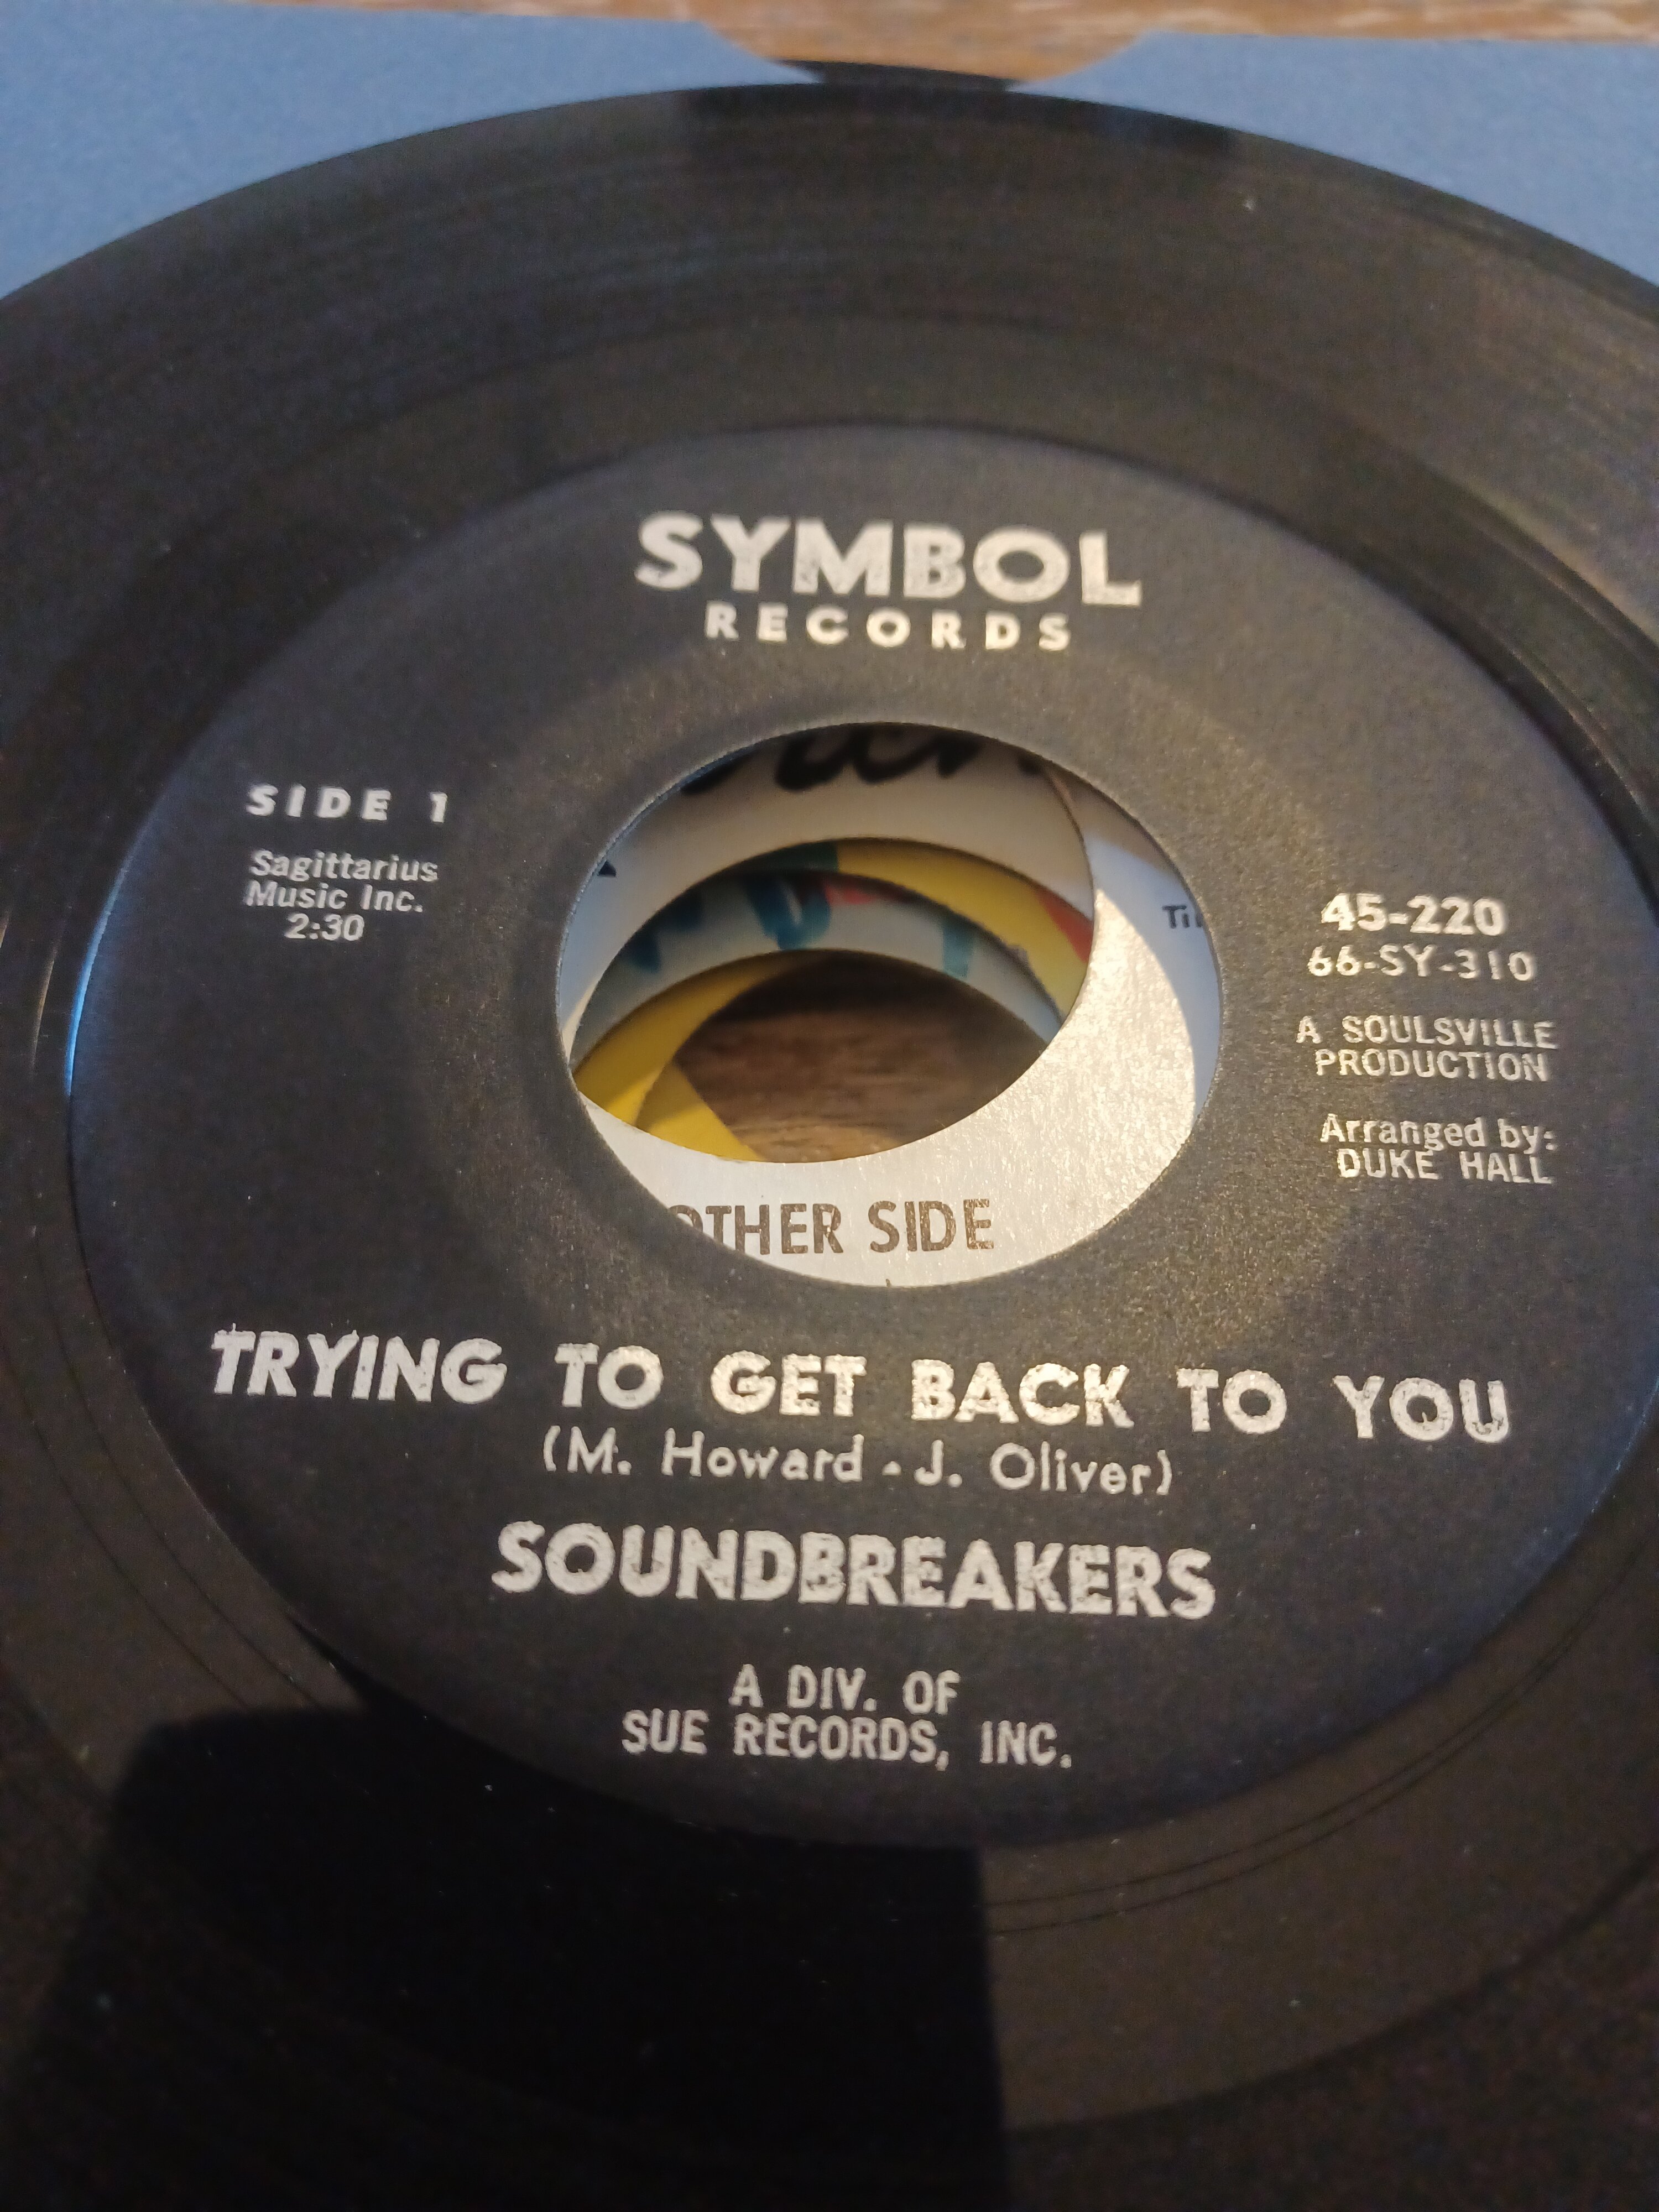 SYMBOL
RECORDS
SIDE 1
Sagittarius
Music Inc.
2:30
45-220
66-SY-310
A SOULSVILLE
PRODUCTION
Arranged by:
DUKE HALL
OTHER SIDE
TRYING TO GET BACK TO YOU
(M. Howard - J. Oliver)
SOUNDBREAKERS
A DIV. OF
SUE RECORDS, INC.